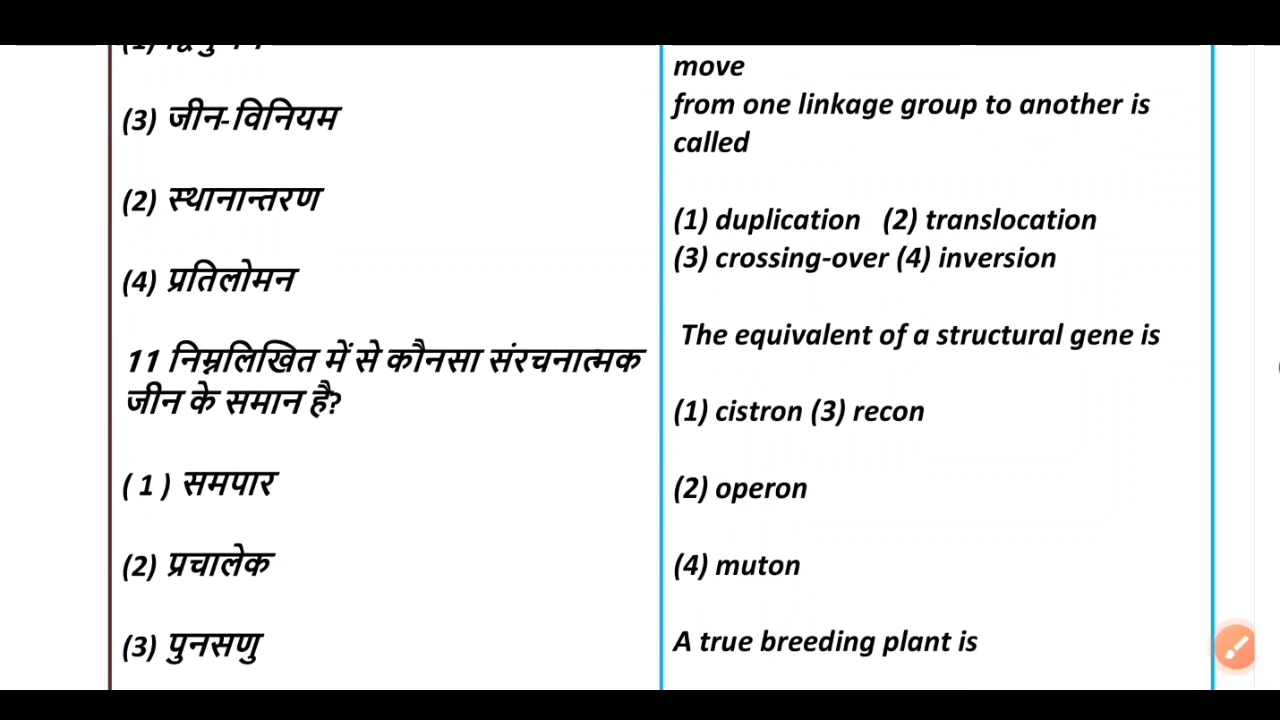 (3) जीन-विनियम
(2) स्थानान्तरण
(4) प्रतिलोमन
11 निम्नलिखित में से कौनसा संरचनात्मक
जीन के समान है?
( 1 ) समपार
(2) प्रचालेक
(3) पुनसणु
move
from one linkage group to another is
called
(1) duplication (2) translocation
(3) crossing-over (4) inversion
The equivalent of a structural gene is
(1) cistron (3) recon
(2) operon
(4) muton
A true breeding plant is